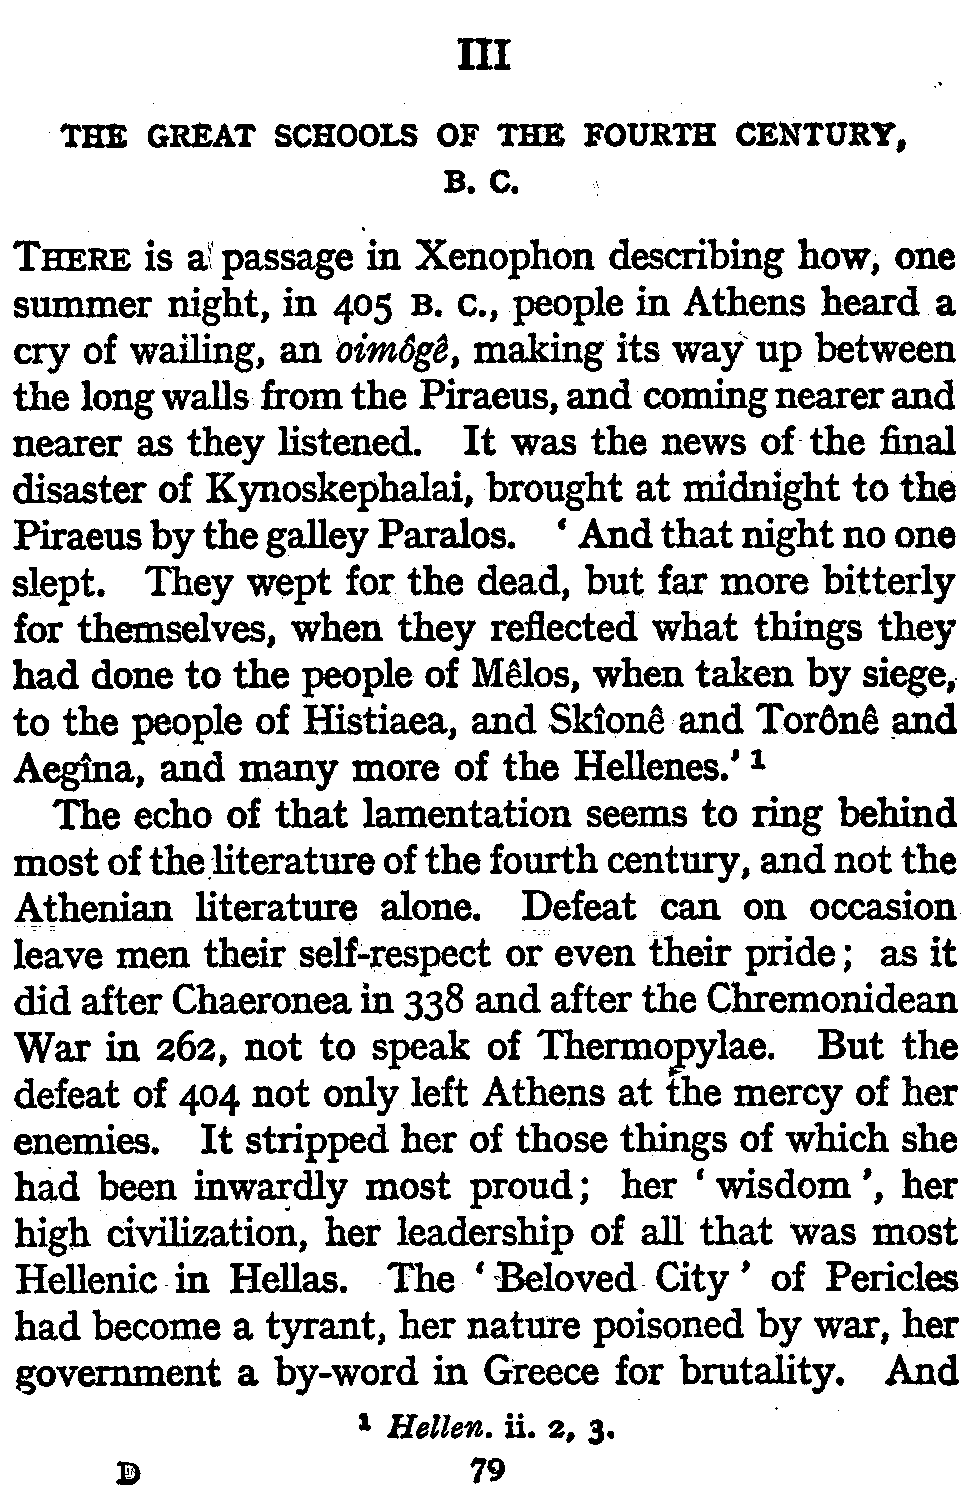 III
THE GREAT SCHOOLS OF THE FOURTH CENTURY,
B. C.
THERE is a passage in Xenophon describing how, one
summer night, in 405 B. C., people in Athens heard a
cry of wailing, an oimôgê, making its way up between
the long walls from the Piraeus, and coming nearer and
nearer as they listened. It was the news of the final
disaster of Kynoskephalai, brought at midnight to the
Piraeus by the galley Paralos. ‘ And that night no one
slept. They wept for the dead, but far more bitterly
for themselves, when they reflected what things they
had done to the people of Mêlos, when taken by siege,
to the people of Histiaea, and Skîonê and Torônê and
Aegîna, and many more of the Hellenes.’ ¹
The echo of that lamentation seems to ring behind
most of the literature of the fourth century, and not the
Athenian literature alone. Defeat can on occasion
leave men their self-respect or even their pride ; as it
did after Chaeronea in 338 and after the Chremonidean
War in 262, not to speak of Thermopylae. But the
defeat of 404 not only left Athens at the mercy of her
enemies. It stripped her of those things of which she
had been inwardly most proud ; her ‘ wisdom ’, her
high civilization, her leadership of all that was most
Hellenic in Hellas. The ‘ Beloved City ’ of Pericles
had become a tyrant, her nature poisoned by war, her
government a by-word in Greece for brutality. And
¹ Hellen. ii. 2, 3.
D 79